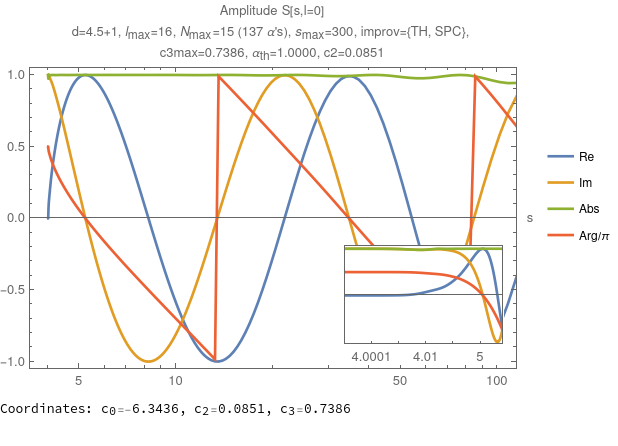 Amplitude S[s,l=0]
d=4.5+1, lmax=16, Nmax=15 (137 α's), smax=300, improv={TH, SPC},
c3max=0.7386, αth=1.0000, c2=0.0851
1.0
0.5
0.0
-0.5
-1.0
5
10
50
100
s
4.0001
4.01
5
Re
Im
Abs
Arg/π
Coordinates: c0=-6.3436, c2=0.0851, c3=0.7386